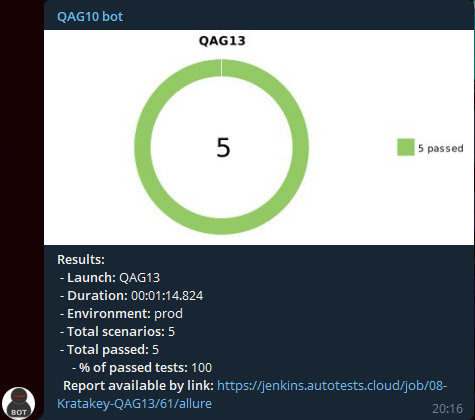 QAG10 bot
QAG13
5
5 passed
Results:
- Launch: QAG13
- Duration: 00:01:14.824
- Environment: prod
- Total scenarios: 5
- Total passed: 5
- % of passed tests: 100
Report available by link: https://jenkins.autotests.cloud/job/08-
Kratakey-QAG13/61/allure
BOT
20:16